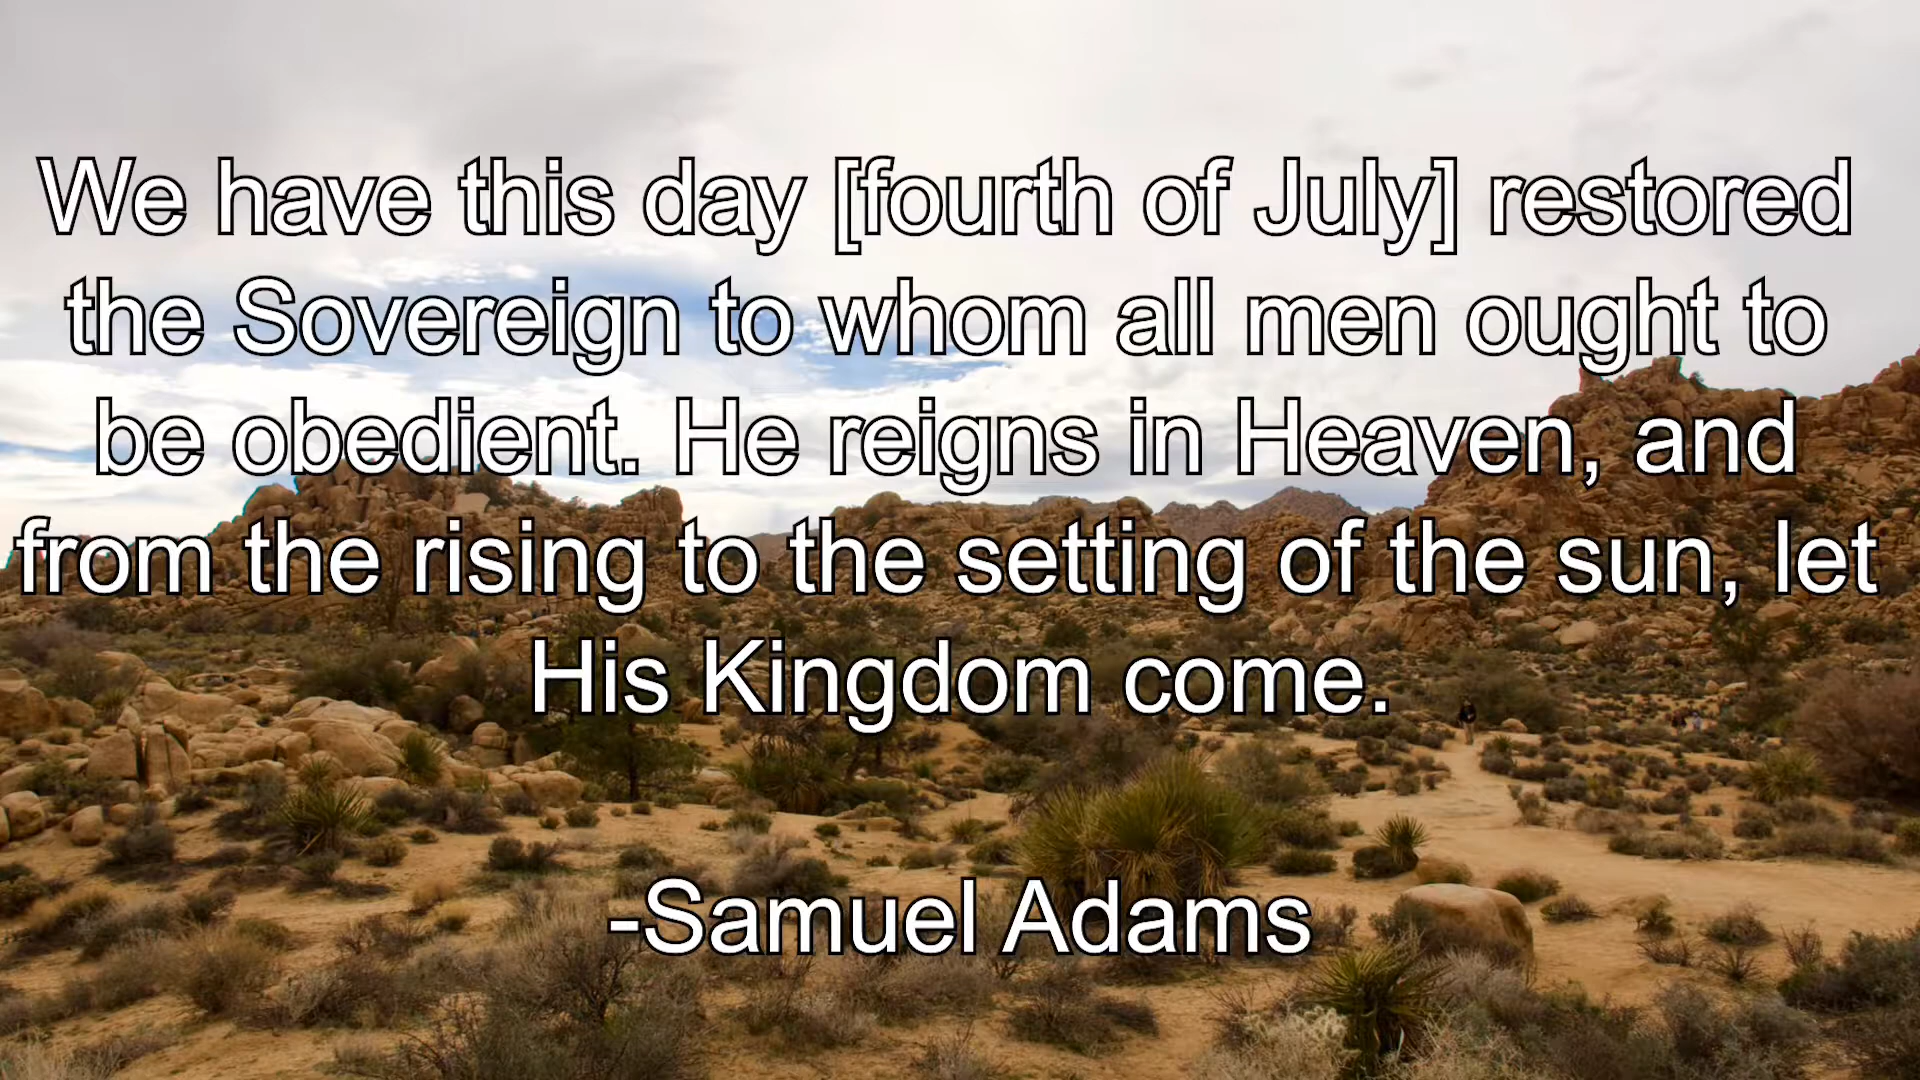 We have this day [fourth of July] restored
the Sovereign to whom all men ought to
be obedient. He reigns in Heaven, and
from the rising to the setting of the sun, let
His Kingdom come.
-Samuel Adams